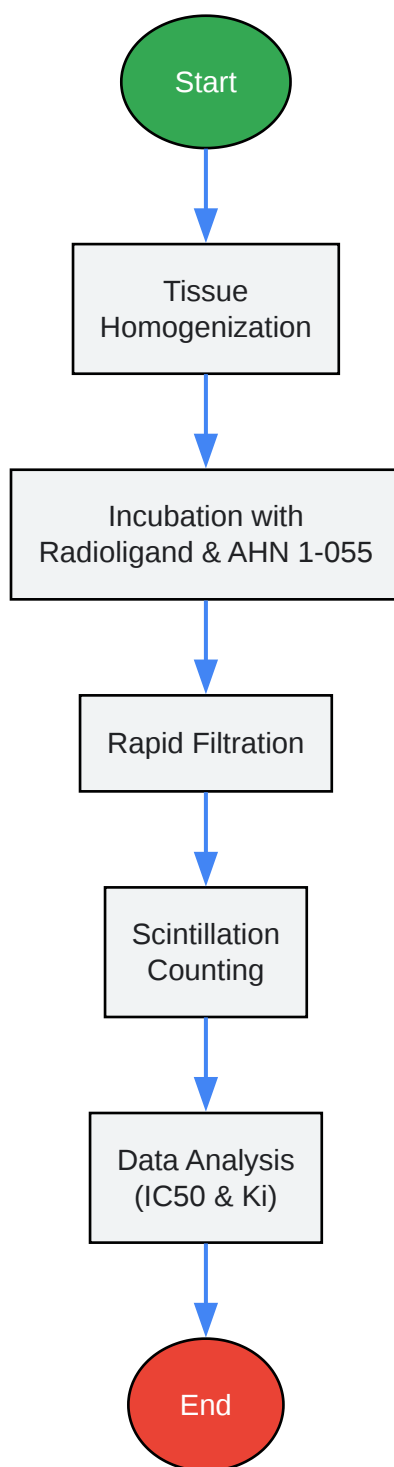 Start
Tissue
Homogenization
Incubation with
Radioligand & AHN 1-055
Rapid Filtration
Scintillation
Counting
Data Analysis
(IC50 & Ki)
End